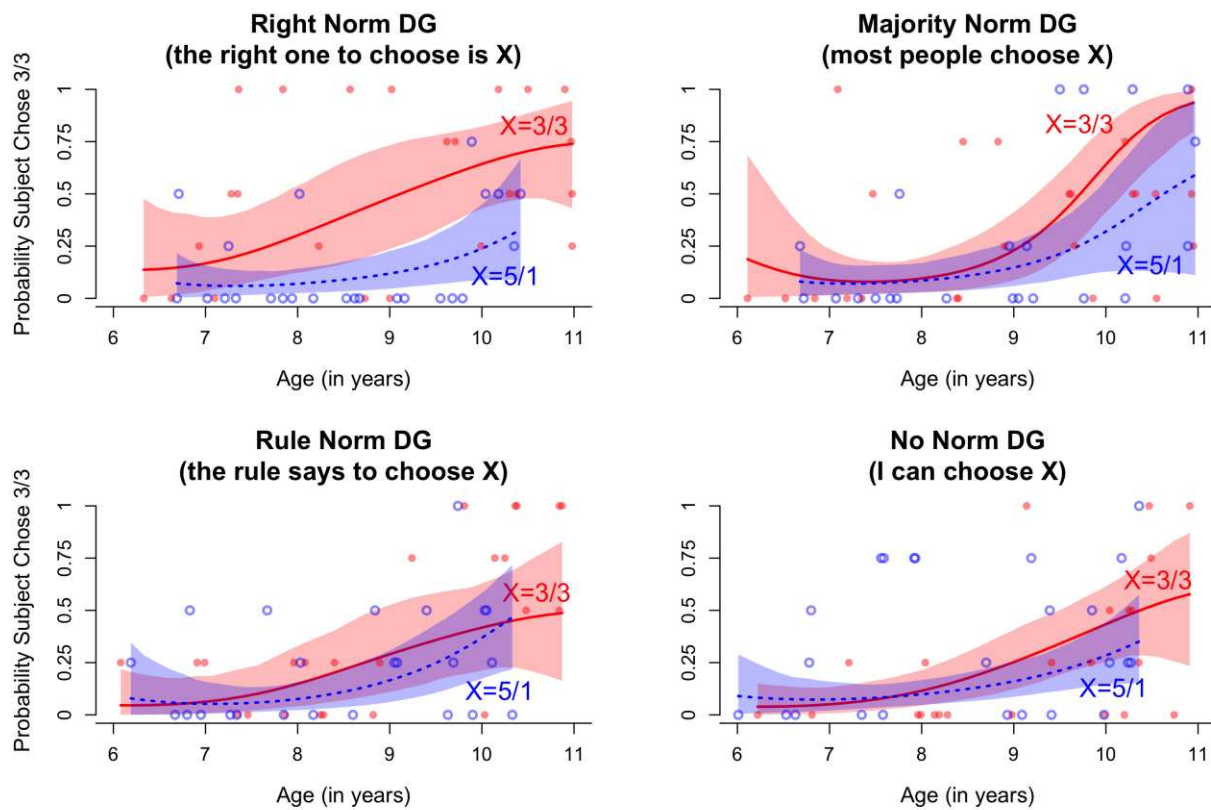 Right Norm DG
(the right one to choose is X)
Probability Subject Chose 3/3
1
0.75
0.5
0.25
0
X=3/3
X=5/1
6 7 8 9 10 11
Age (in years)
Majority Norm DG
(most people choose X)
1
0.75
0.5
0.25
0
X=3/3
X=5/1
6 7 8 9 10 11
Age (in years)
Rule Norm DG
(the rule says to choose X)
Probability Subject Chose 3/3
1
0.75
0.5
0.25
0
X=3/3
X=5/1
6 7 8 9 10 11
Age (in years)
No Norm DG
(I can choose X)
1
0.75
0.5
0.25
0
X=3/3
X=5/1
6 7 8 9 10 11
Age (in years)